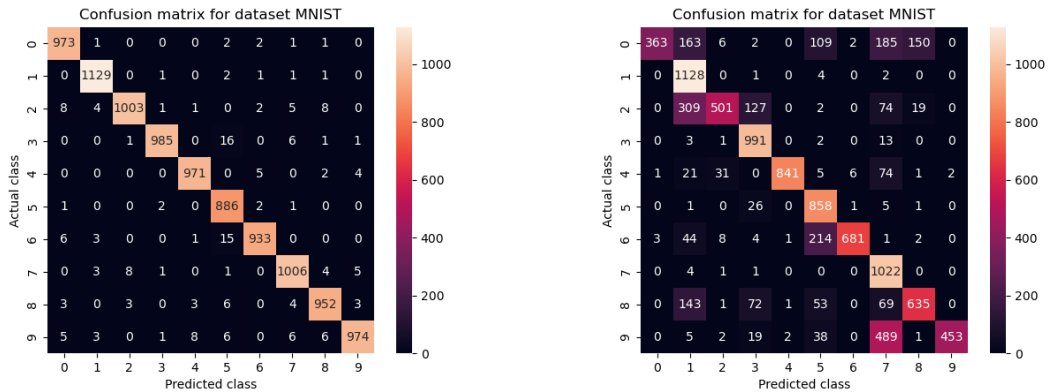 Confusion matrix for dataset MNIST
Actual class
0 973 1 0 0 0 2 2 1 1 0
1 0 1129 0 1 0 2 1 1 1 0
2 8 4 1003 1 1 0 2 5 8 0
3 0 0 1 985 0 16 0 6 1 1
4 0 0 0 0 971 0 5 0 2 4
5 1 0 0 2 0 886 2 1 0 0
6 6 3 0 0 1 15 933 0 0 0
7 0 3 8 1 0 1 0 1006 4 5
8 3 0 0 3 3 6 0 4 952 3
9 5 3 0 1 8 6 0 6 6 974
0 1 2 3 4 5 6 7 8 9
Predicted class
1000
800
600
400
200
0
Confusion matrix for dataset MNIST
Actual class
0 363 163 6 2 0 109 2 185 150 0
1 0 1128 0 1 0 4 0 2 0 0
2 0 309 501 127 0 2 0 74 19 0
3 0 3 1 991 0 2 0 13 0 0
4 1 21 31 0 841 5 6 74 1 2
5 0 1 0 26 0 858 1 5 1 0
6 3 44 8 4 1 214 681 1 2 0
7 0 4 1 1 0 0 0 1022 0 0
8 0 143 1 72 1 53 0 69 635 0
9 0 5 2 19 2 38 0 489 1 453
0 1 2 3 4 5 6 7 8 9
Predicted class
1000
800
600
400
200
0